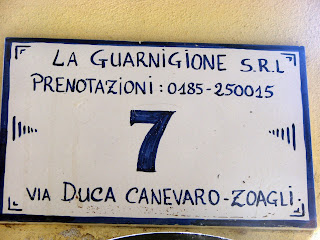 LA GUARNIGIONE S.R.L
PRENOTAZIONI: 0185-250015
7
VIA DUCA CANEVARO-ZOAGLI